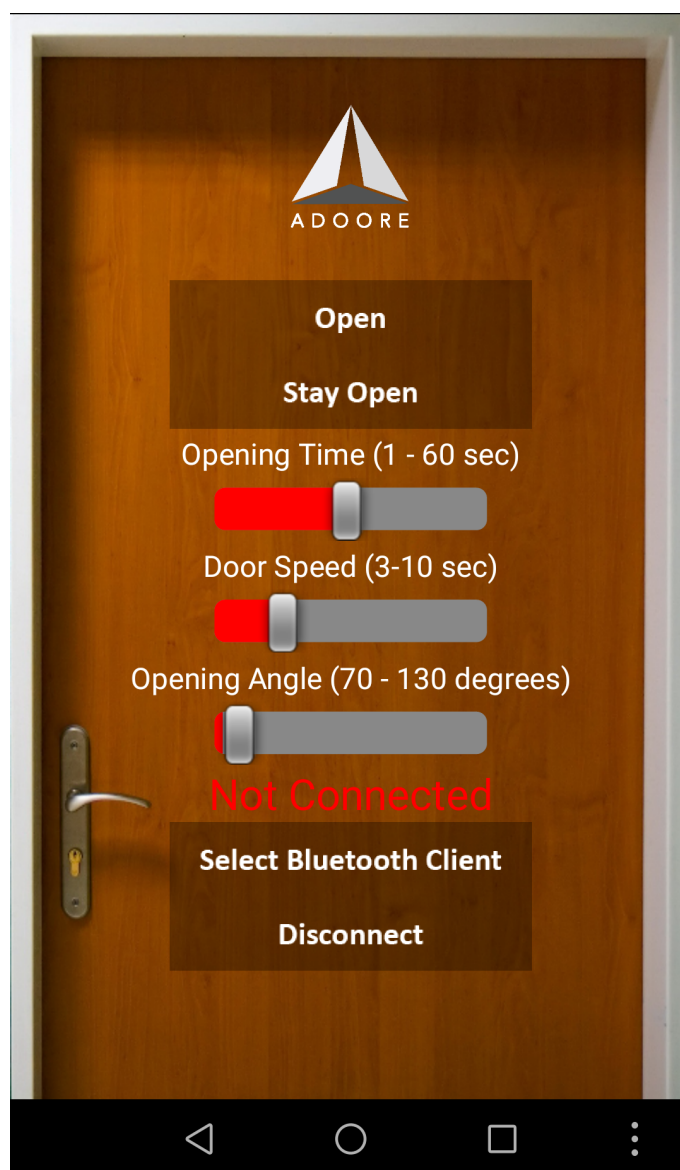 ADOORE
Open
Stay Open
Opening Time (1 - 60 sec)
Door Speed (3-10 sec)
Opening Angle (70 - 130 degrees)
Not Connected
Select Bluetooth Client
Disconnect